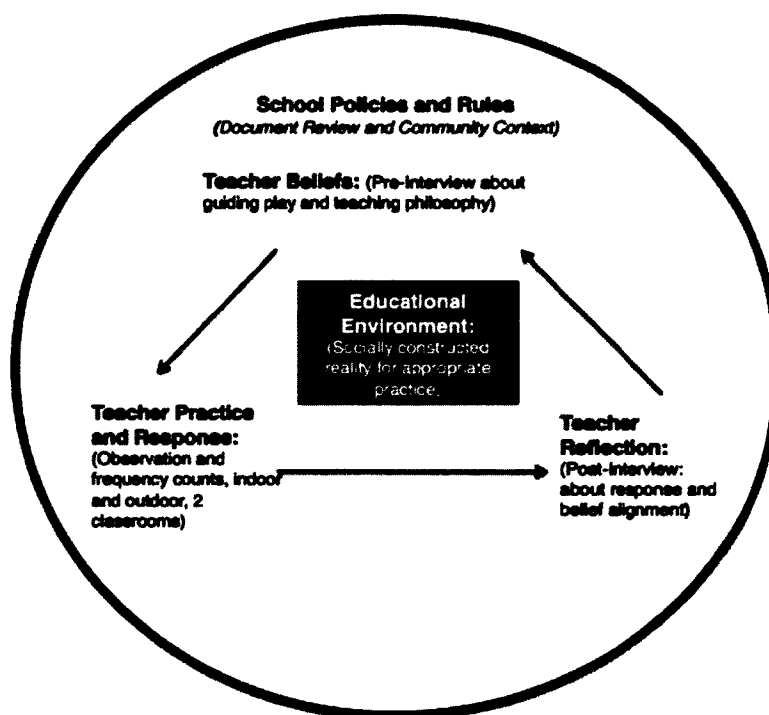 School Policies and Rules
(Document Review and Community Context)
Teacher Beliefs: (Pre-interview about
guiding play and teaching philosophy)
Educational
Environment:
(Socially constructed
reality for appropriate
practice)
Teacher Practice
and Response:
(Observation and
frequency counts, indoor
and outdoor, 2
classrooms)
Teacher
Reflection:
(Post-interview:
about response and
belief alignment)